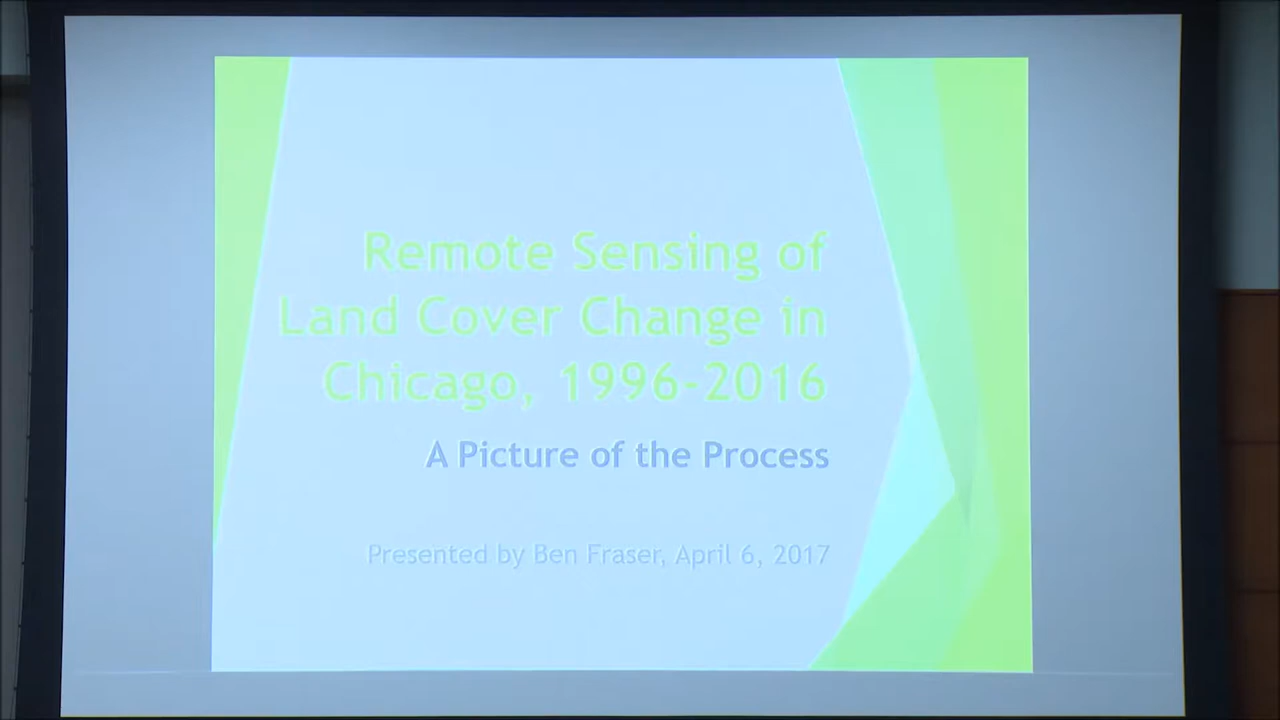 Remote Sensing of
Land Cover Change in
Chicago, 1996-2016
A Picture of the Process
Presented by Ben Fraser, April 6, 2017